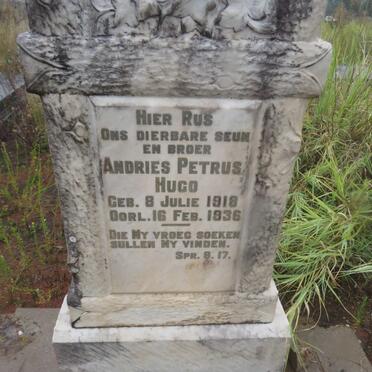 HIER RUS
ONS DIERBARE SEUN
EN BROER
ANDRIES PETRUS
HUGO
GEB. 8 JULIE 1918
OORL. 16 FEB. 1936
DIE MY VROEG SOEKEN
SULLEN MY VINDEN.
SPR. 8. 17.